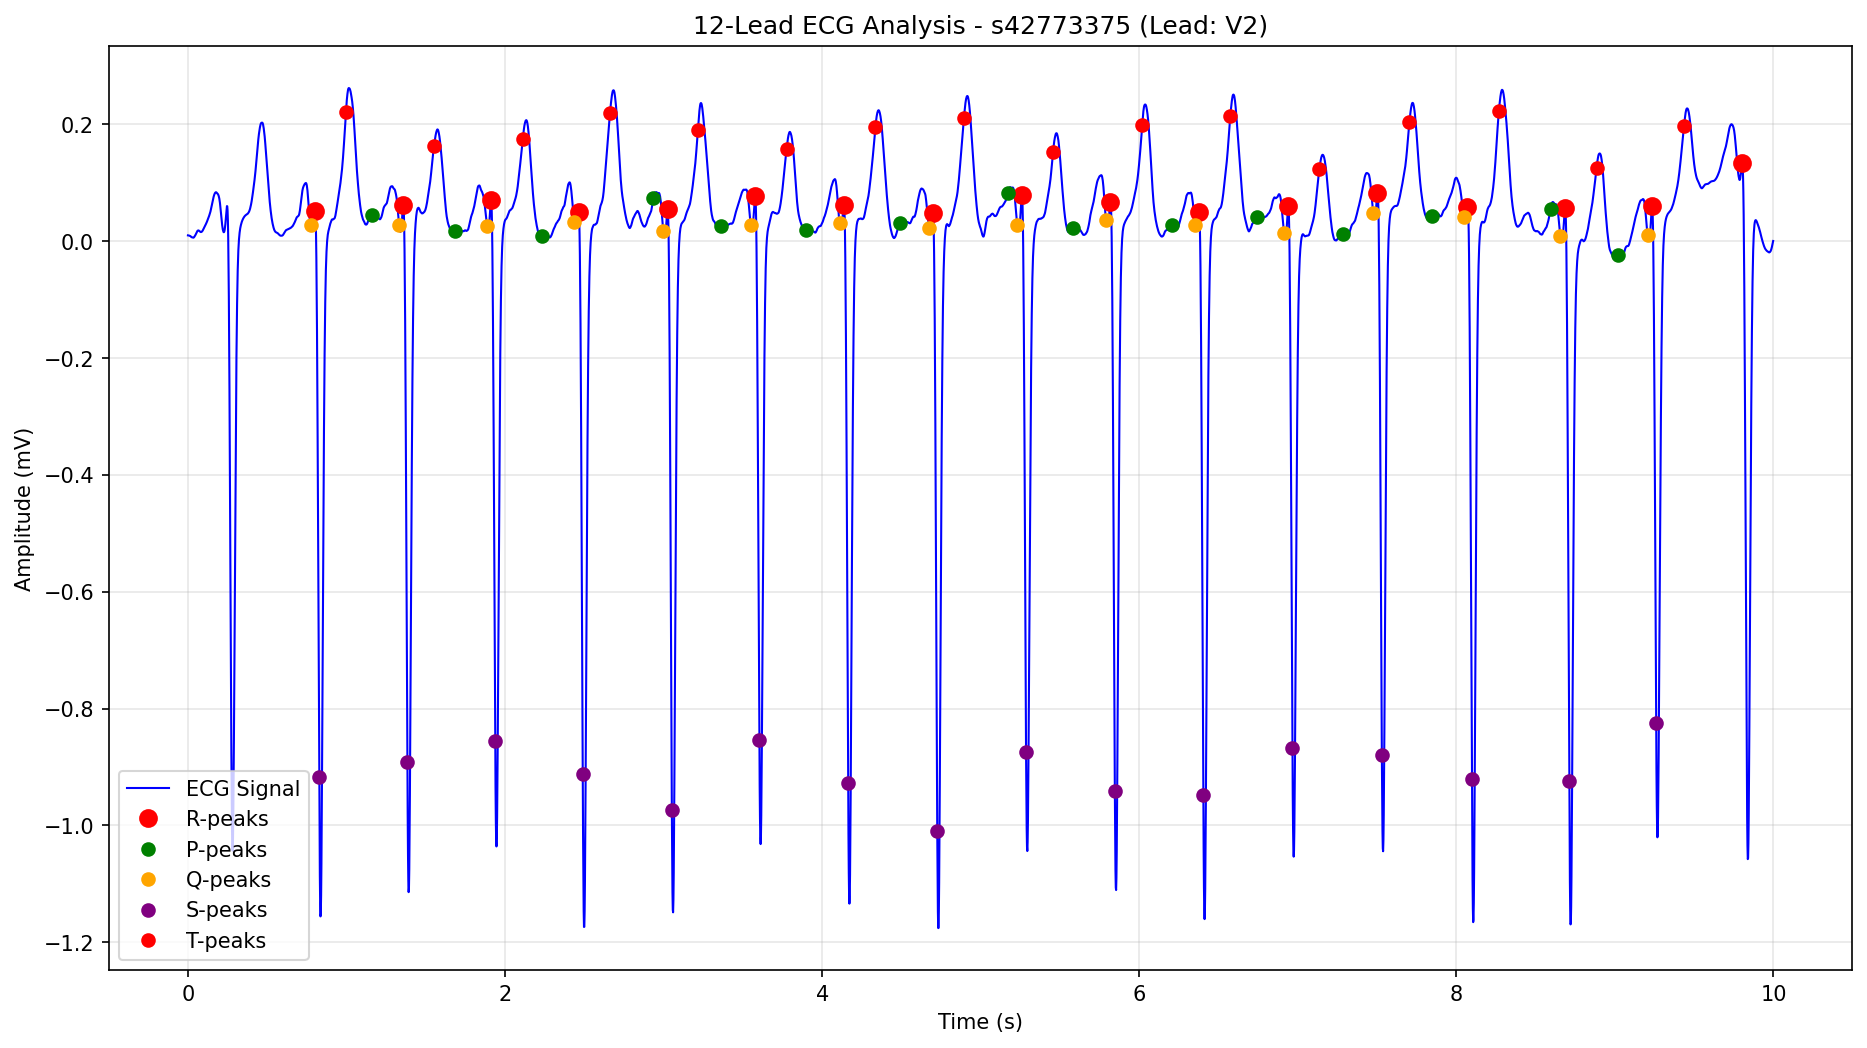 12-Lead ECG Analysis - s42773375 (Lead: V2)
Amplitude (mV)
0.2
0.0
−0.2
−0.4
−0.6
−0.8
−1.0
−1.2
ECG Signal
R-peaks
P-peaks
Q-peaks
S-peaks
T-peaks
0 2 4 6 8 10
Time (s)